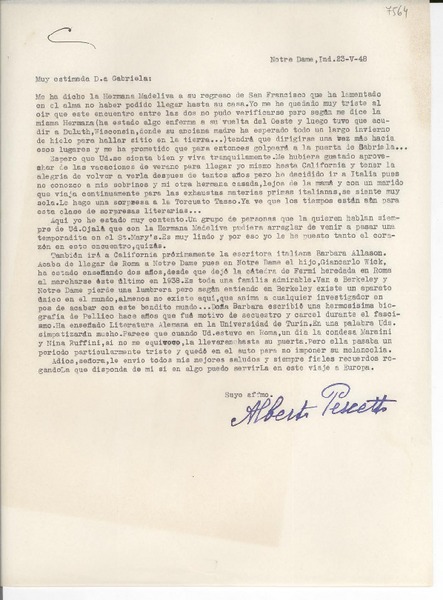 7564
Notre Dame, Ind. 23-V-48
Muy estimada D.a Gabriela:
Me ha dicho la Hermana Madeliva a su regreso de San Francisco que ha lamentado
en el alma no haber podido llegar hasta su casa.Yo me he quedado muy triste al
oir que este encuentro entre las dos no pudo verificarse pero según me dice la
misma Hermana(ha estado algo enferma a su vuelta del Oeste y luego tuvo que acu-
dir a Duluth,Wisconsin,donde su anciana madre ha esperado todo un largo invierno
de hielo para hallar sitio en la tierra...)tendrá que dirigirse una vez más hacia
esos lugares y me ha prometido que para entonces golpeará a la puerta de Gabriela...
Espero que Ud.se sienta bien y viva tranquilamente.Me hubiera gustado aprove-
char de las vacaciones de verano para llegar yo mismo hasta California y tener la
alegría de volver a verla despues de tantos años pero he decidido ir a Italia pues
no conozco a mis sobrinos y mi otra hermana casada,lejos de la mamá y con un marido
que viaja continuamente para las exhaustas materias primas italianas,se siente muy
sola.Le hago una sorpresa a lo Torcuato Tasso.Ya ve que los tiempos están aún para
esta clase de sorpresas literarias...
Aquí yo he estado muy contento.Un grupo de personas que la quieren hablan siem-
pre de Ud.Ojalá que con la Hermana Madeliva pudiera arreglar de venir a pasar una
temporadita en el St.Mary's.Es muy lindo y por eso yo le he puesto tanto el cora-
zón en este encuentro,quizás.
También irá a California próximamente la escritora italiana Barbara Allason.
Acaba de llegar de Roma a Notre Dame pues en Notre Dame el hijo,Giancarlo Wick,
ha estado enseñando dos años,desde que dejó la cátedra de Fermi heredada en Roma
al marcharse éste último en 1938.Es toda una familia admirable.Van a Berkeley y
Notre Dame pierde una lumbrera pero según entiendo en Berkeley existe un aparato
único en el mundo,almenos no existe aquí,que anima a cualquier investigador en
pos de acabar con este bendito mundo...Doña Barbara escribió una hermosísima bio-
grafía de Pellico hace años que fué motivo de secuestro y carcel durante el fascis-
mo.Ha enseñado Literatura Alemana en la Universidad de Turin.En una palabra Uds.
simpatizarán mucho.Parece que cuando Ud.estuvo en Roma,un día la condesa Marsini
y Nina Ruffini,si no me equivoco,la llevaron hasta su puerta.Pero ella pasaba un
periodo particularmente triste y quedó en el auto para no imponer su melancolía.
Adios,señora,le envío todos mis mejores saludos y siempre fieles recuerdos ro-
gandoLa que disponda de mi si en algo puedo servirla en este viaje a Europa.
Suyo affmo.
Alberto Pescetto